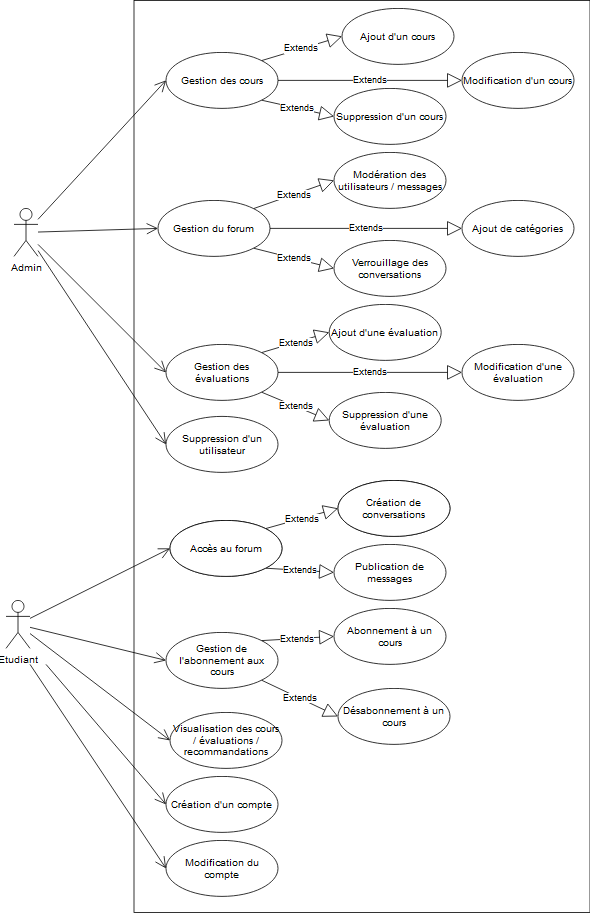 Ajout d'un cours
Extends
Gestion des cours
Extends
Modification d'un cours
Extends
Suppression d'un cours
Modération des
utilisateurs / messages
Extends
Gestion du forum
Extends
Ajout de catégories
Extends
Verrouillage des
conversations
Admin
Ajout d'une évaluation
Extends
Gestion des
évaluations
Extends
Modification d'une
évaluation
Extends
Suppression d'une
évaluation
Suppression d'un
utilisateur
Création de
conversations
Extends
Accès au forum
Extends
Publication de
messages
Abonnement à un
cours
Extends
Gestion de
l'abonnement aux
cours
Extends
Désabonnement à un
cours
Etudiant
Visualisation des cours
/ évaluations /
recommandations
Création d'un compte
Modification du
compte